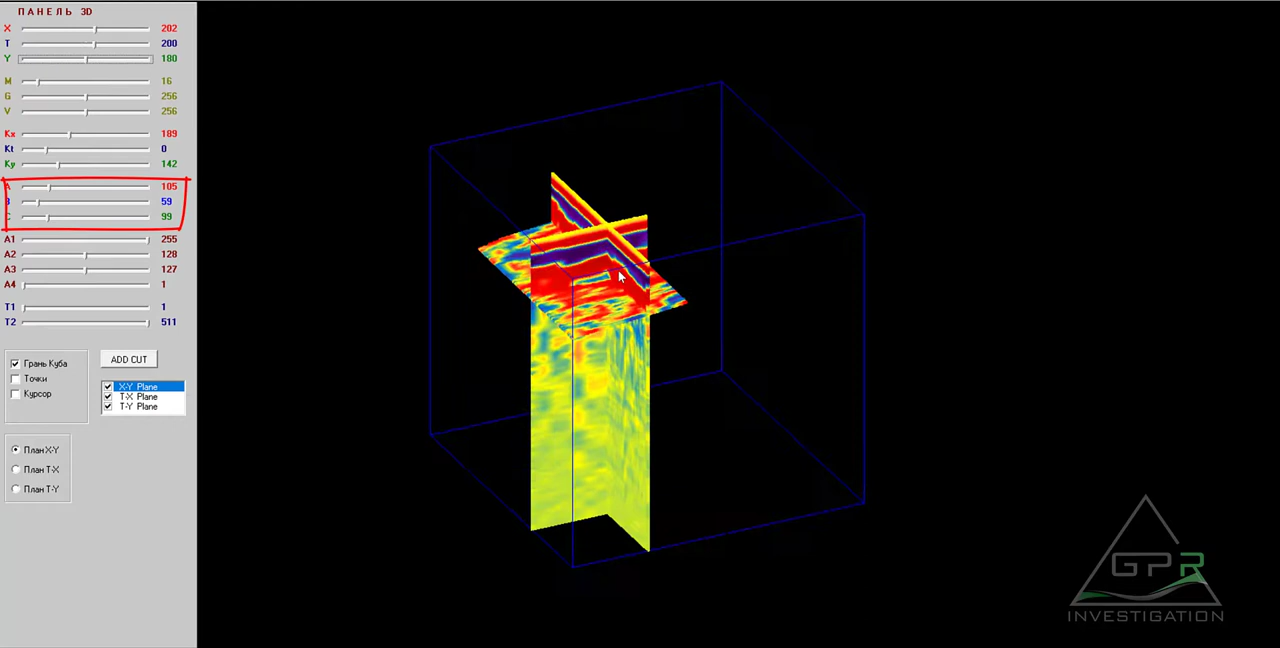 ПАНЕЛЬ 3D
X 202
T 200
Y 180
M 16
G 256
V 256
Kx 189
Kt 0
Ky 142
A 105
B 59
C 99
A1 255
A2 128
A3 127
A4 1
T1 1
T2 511
Грань Куба
Точки
Курсор
ADD CUT
X-Y Plane
T-X Plane
T-Y Plane
План X-Y
План T-X
План T-Y
GPR
INVESTIGATION